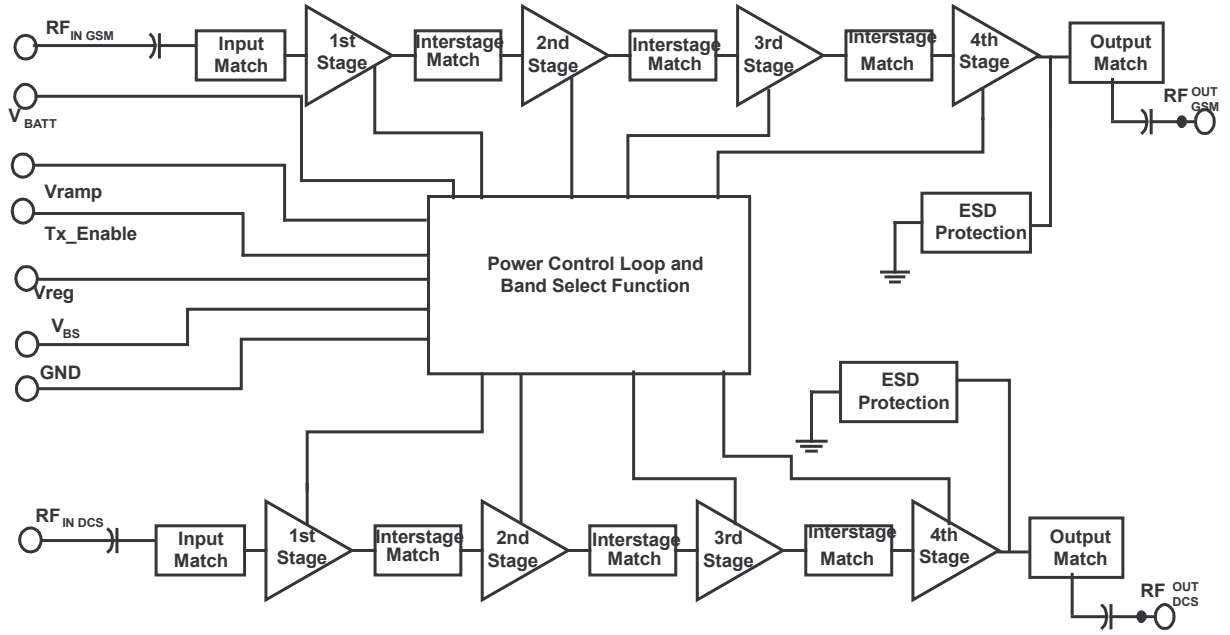 RF IN GSM
Input
Match
1st
Stage
Interstage
Match
2nd
Stage
Interstage
Match
3rd
Stage
Interstage
Match
4th
Stage
Output
Match
RF OUT
GSM
VBATT
Vramp
Tx_Enable
Vreg
VBS
GND
Power Control Loop and
Band Select Function
ESD
Protection
ESD
Protection
RF IN DCS
Input
Match
1st
Stage
Interstage
Match
2nd
Stage
Interstage
Match
3rd
Stage
Interstage
Match
4th
Stage
Output
Match
RF OUT
DCS